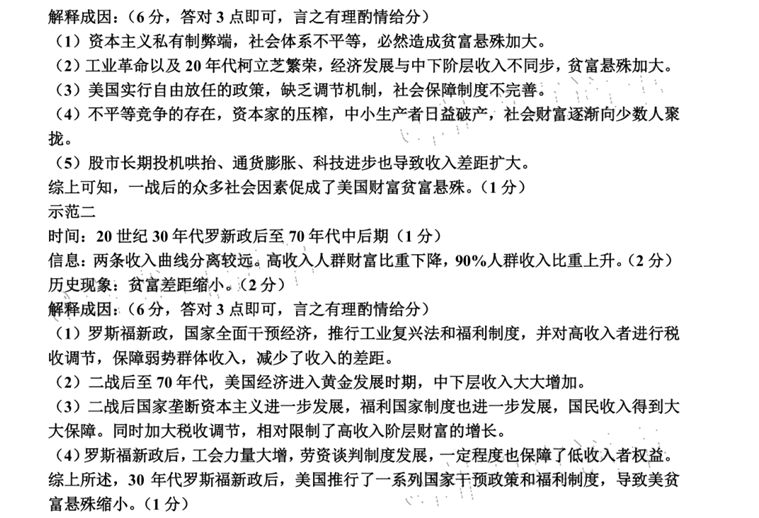 解释成因：（6 分，答对 3 点即可，言之有理酌情给分）
（1）资本主义私有制弊端，社会体系不平等，必然造成贫富悬殊加大。
（2）工业革命以及 20 年代柯立芝繁荣，经济发展与中下阶层收入不同步，贫富悬殊加大。
（3）美国实行自由放任的政策，缺乏调节机制，社会保障制度不完善。
（4）不平等竞争的存在，资本家的压榨，中小生产者日益破产，社会财富逐渐向少数人聚
拢。
（5）股市长期投机哄抬、通货膨胀、科技进步也导致收入差距扩大。
综上可知，一战后的众多社会因素促成了美国财富贫富悬殊。（1 分）
示范二
时间：20 世纪 30 年代罗新政后至 70 年代中后期（1 分）
信息：两条收入曲线分离较远。高收入人群财富比重下降，90%人群收入比重上升。（2 分）
历史现象：贫富差距缩小。（2 分）
解释成因：（6 分，答对 3 点即可，言之有理酌情给分）
（1）罗斯福新政，国家全面干预经济，推行工业复兴法和福利制度，并对高收入者进行税
收调节，保障弱势群体收入，减少了收入的差距。
（2）二战后至 70 年代，美国经济进入黄金发展时期，中下层收入大大增加。
（3）二战后国家垄断资本主义进一步发展，福利国家制度也进一步发展，国民收入得到大
大保障。同时加大税收调节，相对限制了高收入阶层财富的增长。
（4）罗斯福新政后，工会力量大增，劳资谈判制度发展，一定程度也保障了低收入者权益。
综上所述，30 年代罗斯福新政后，美国推行了一系列国家干预政策和福利制度，导致美贫
富悬殊缩小。（1 分）